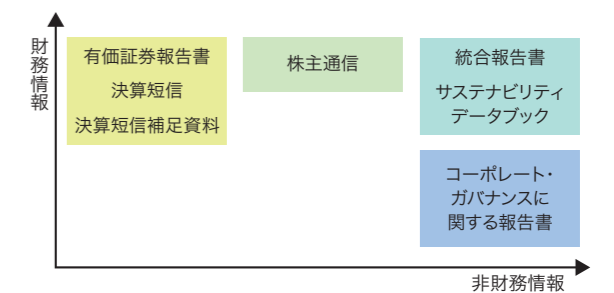 財務情報
有価証券報告書
決算短信
決算短信補足資料
株主通信
統合報告書
サステナビリティ
データブック
コーポレート・
ガバナンスに
関する報告書
非財務情報